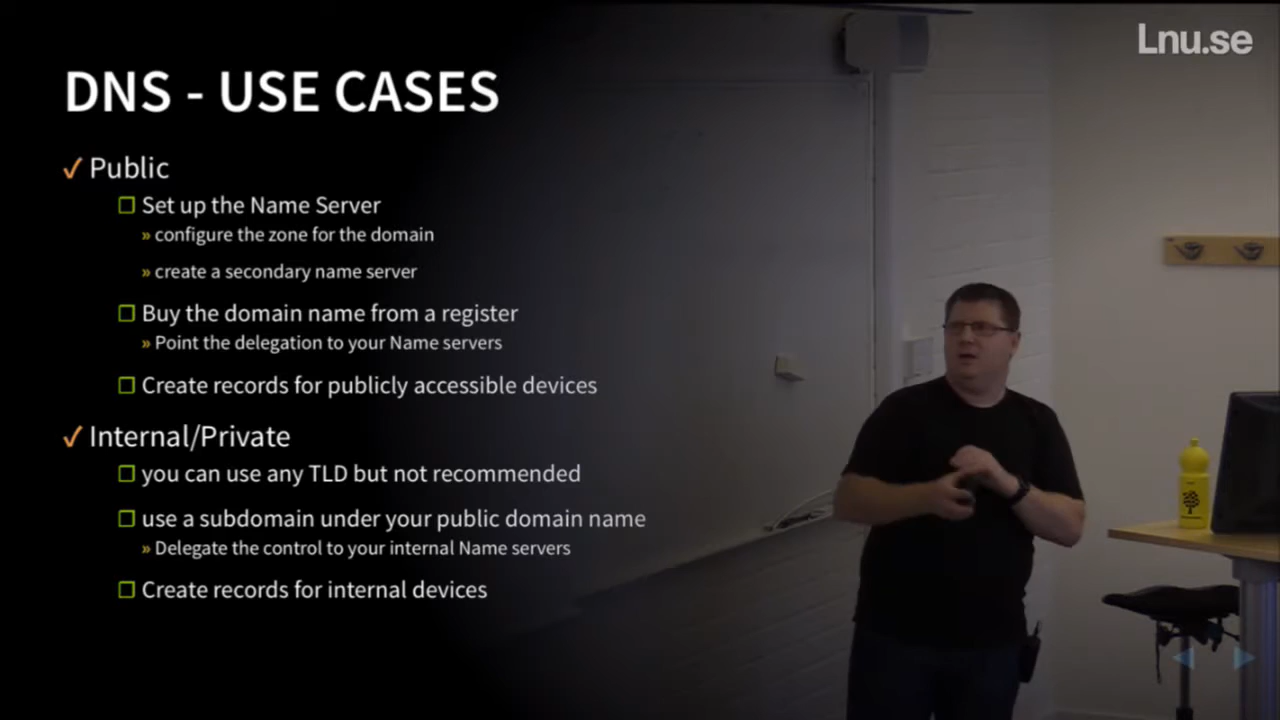 Lnu.se
DNS - USE CASES
✓ Public
❐ Set up the Name Server
» configure the zone for the domain
» create a secondary name server
❐ Buy the domain name from a register
» Point the delegation to your Name servers
❐ Create records for publicly accessible devices
✓ Internal/Private
❐ you can use any TLD but not recommended
❐ use a subdomain under your public domain name
» Delegate the control to your internal Name servers
❐ Create records for internal devices